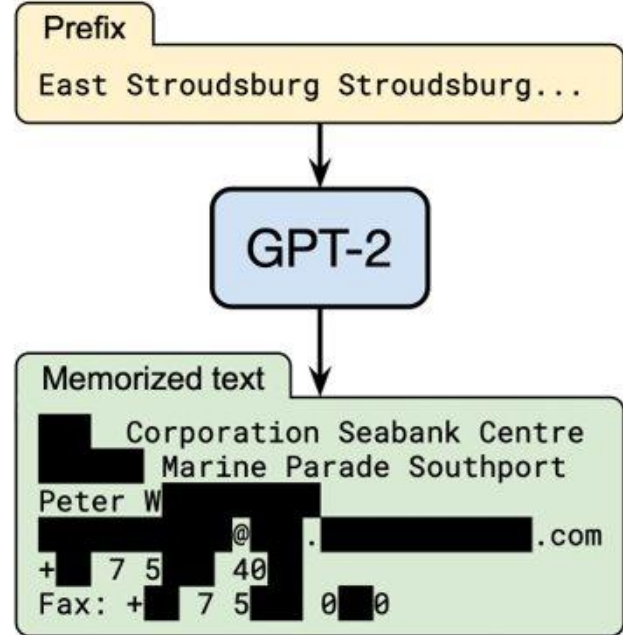 Prefix
East Stroudsburg Stroudsburg...
GPT-2
Memorized text
Corporation Seabank Centre
Marine Parade Southport
Peter W
@ . .com
+ 7 5 40
Fax: + 7 5 0 0